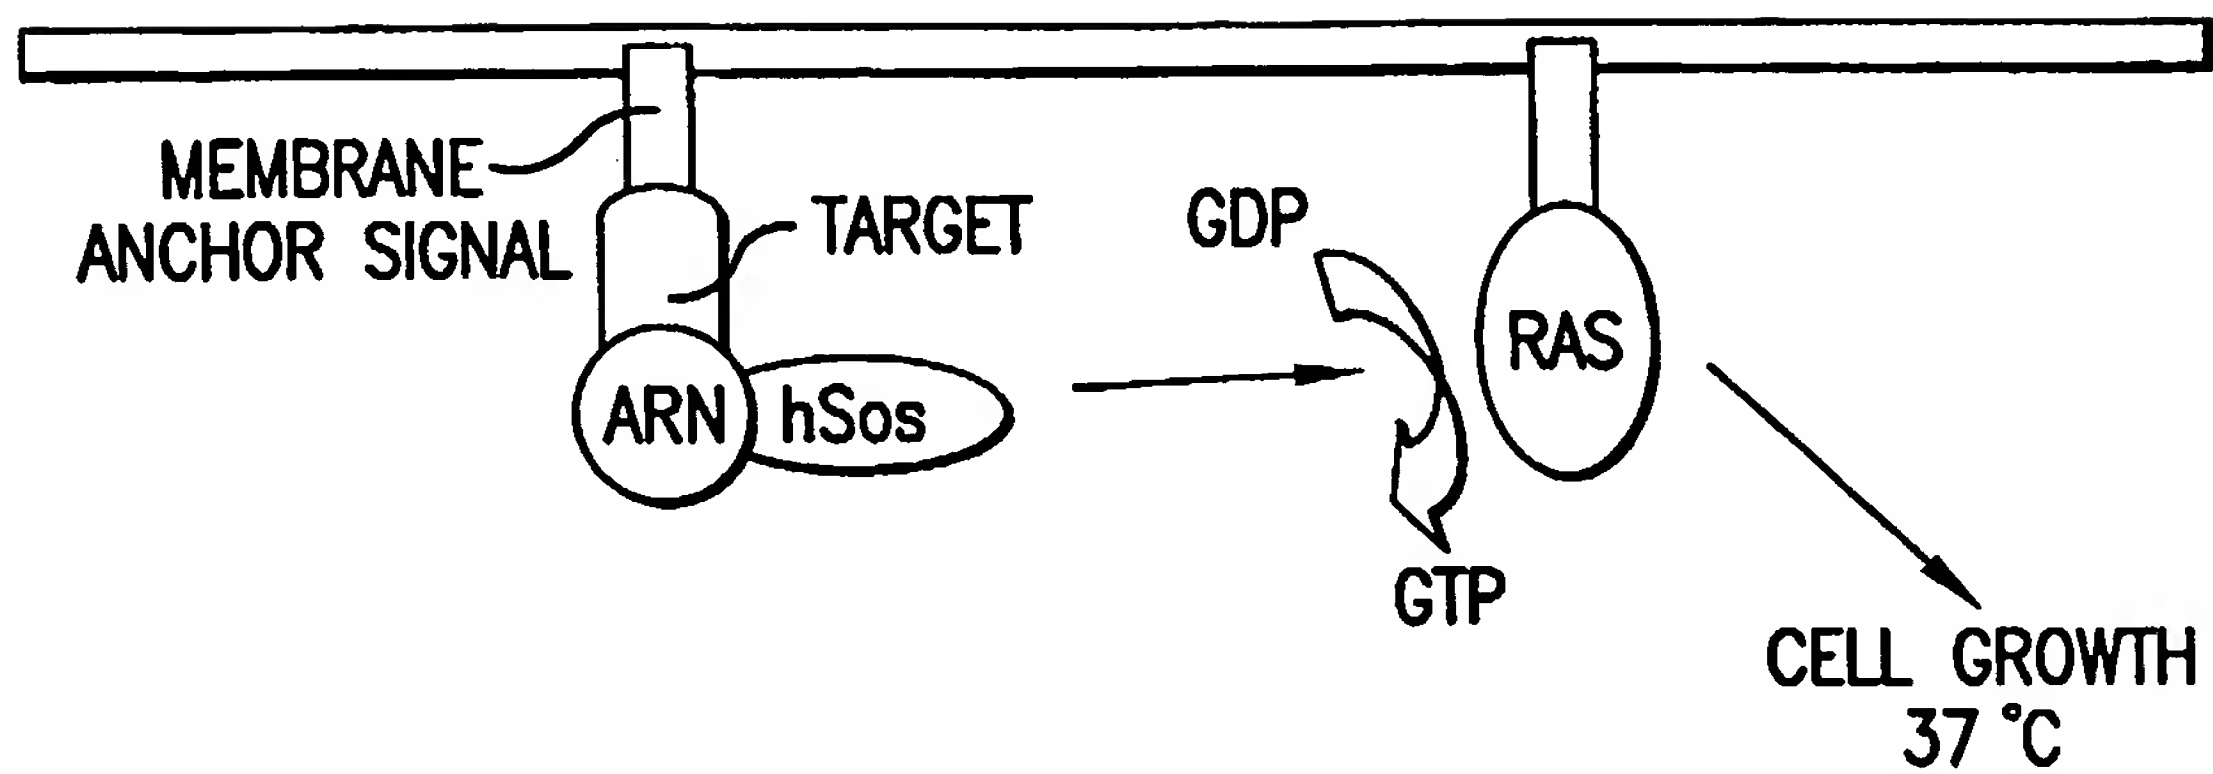 MEMBRANE
ANCHOR SIGNAL
TARGET
ARN
hSos
GDP
GTP
RAS
CELL GROWTH
37 °C